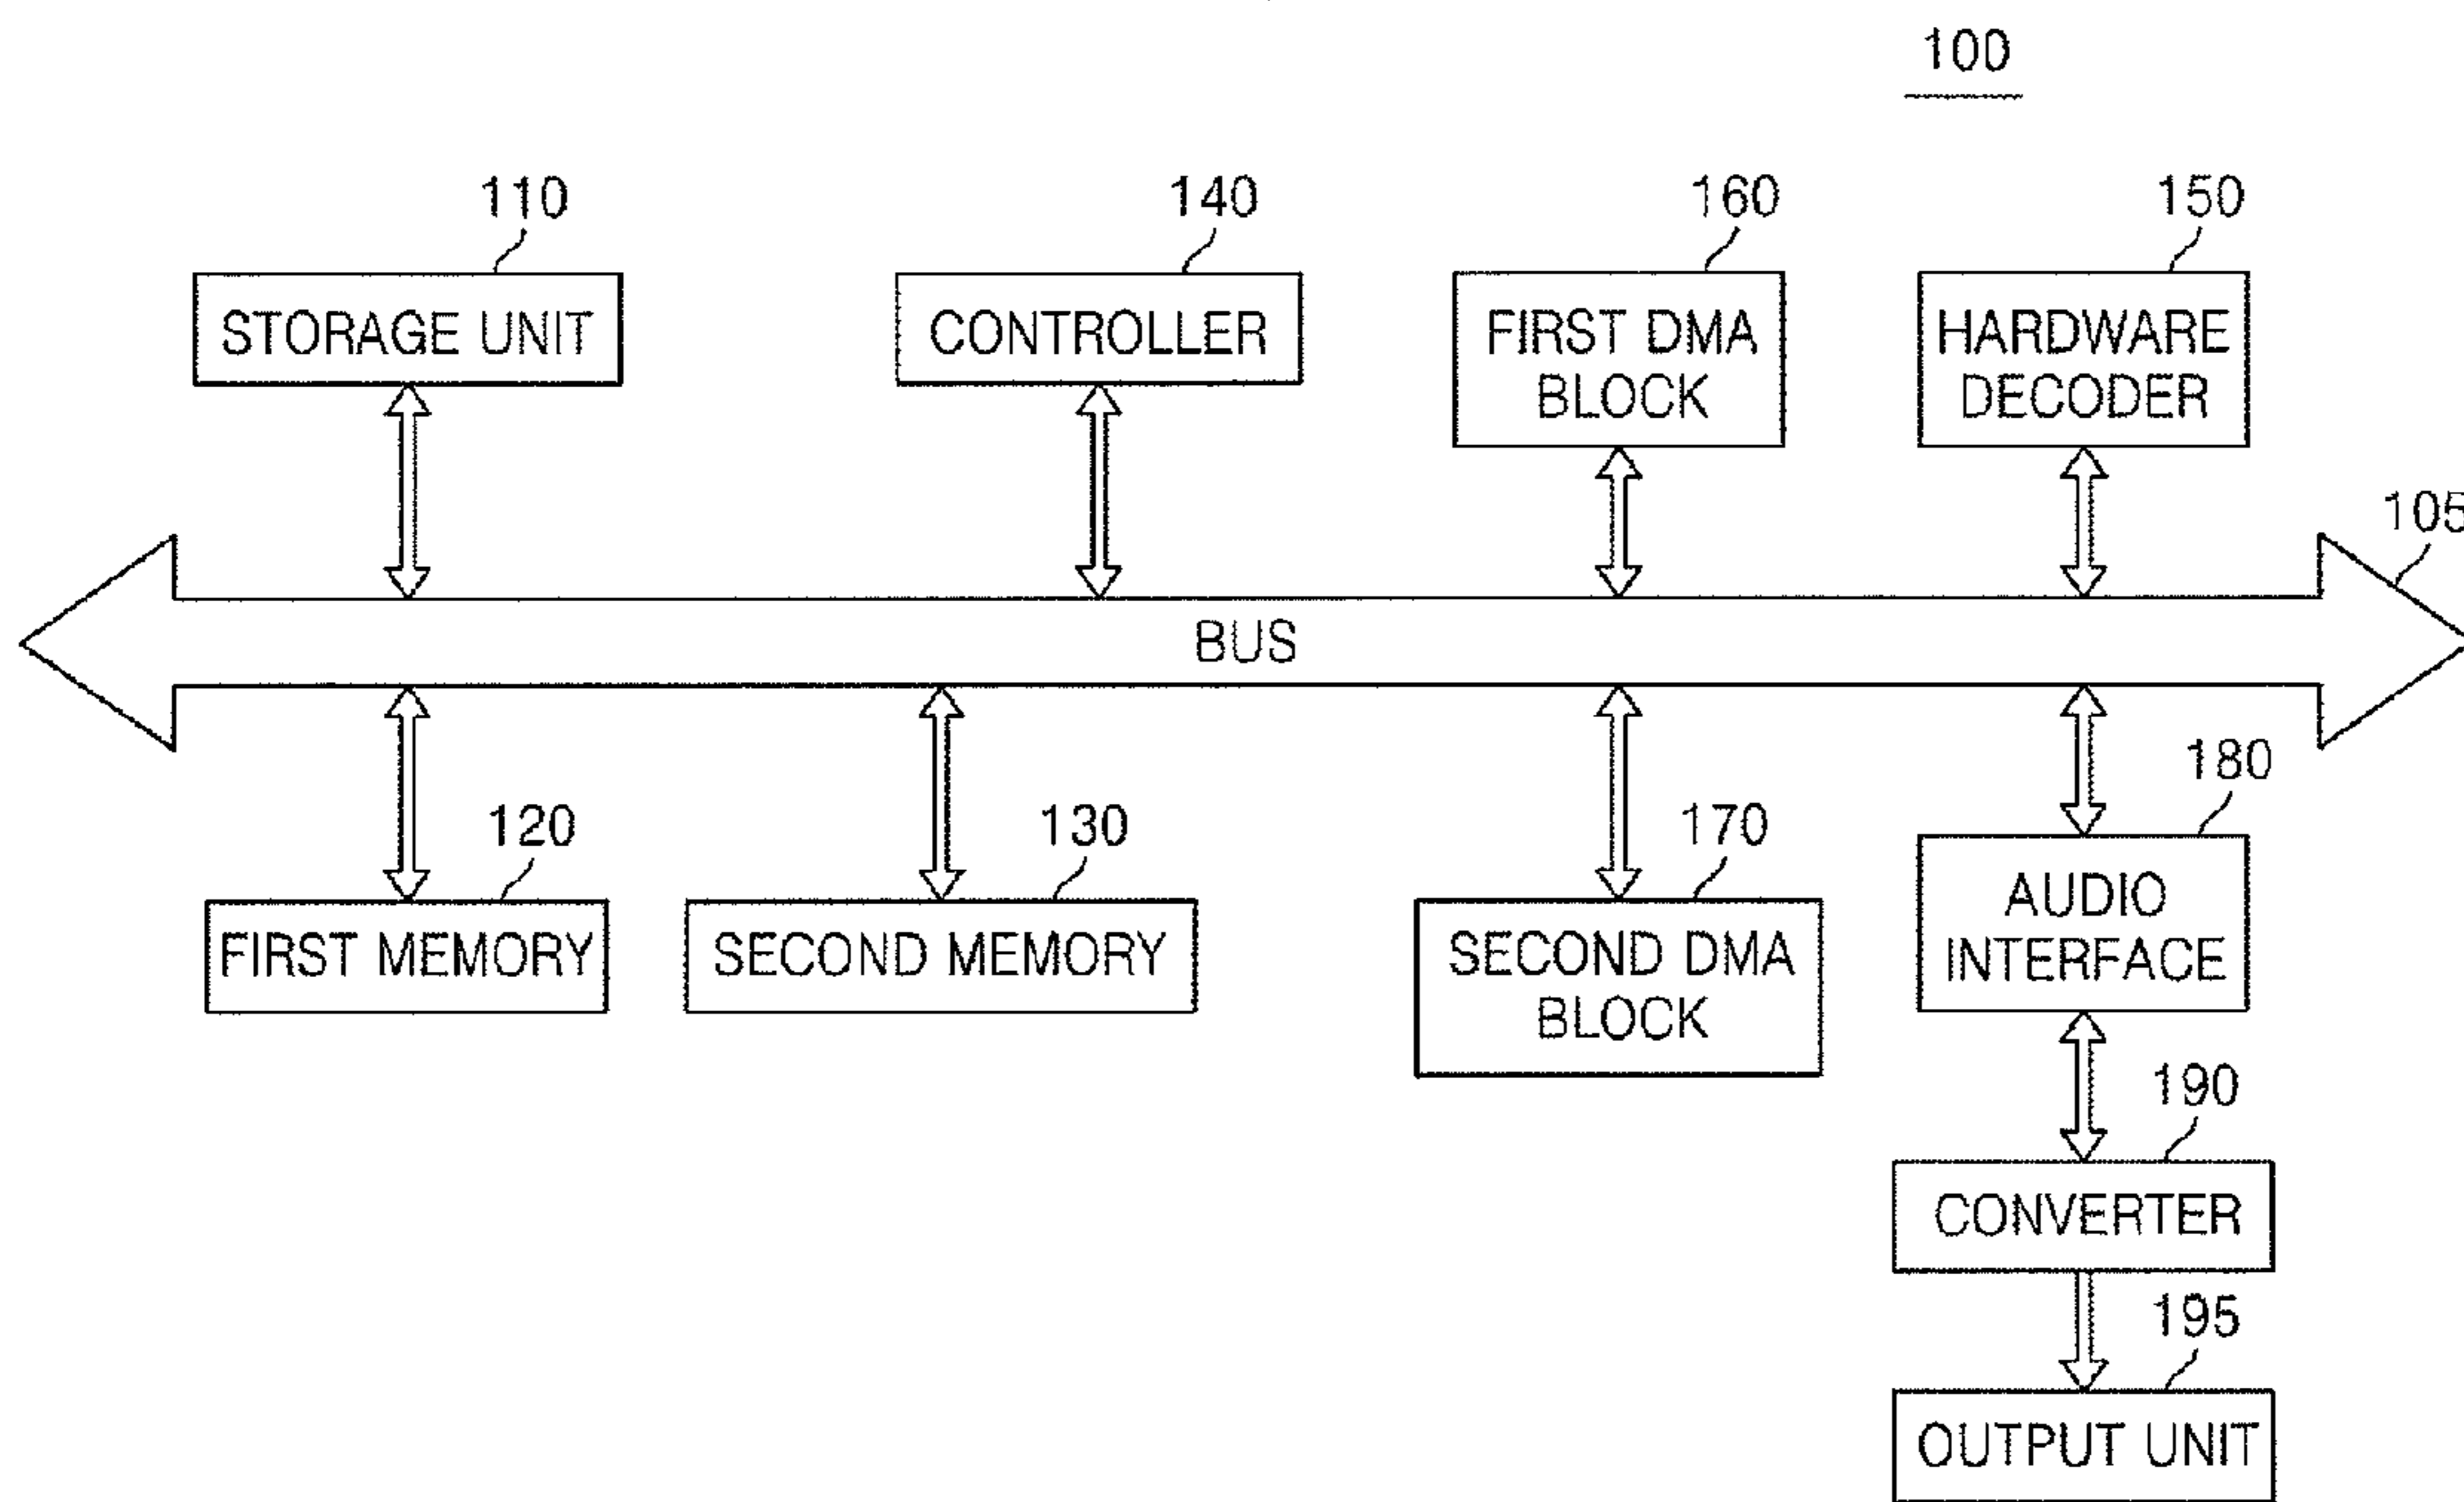 100
110
140
160
150
STORAGE UNIT
CONTROLLER
FIRST DMA
BLOCK
HARDWARE
DECODER
105
BUS
120
130
170
180
FIRST MEMORY
SECOND MEMORY
SECOND DMA
BLOCK
AUDIO
INTERFACE
190
CONVERTER
195
OUTPUT UNIT